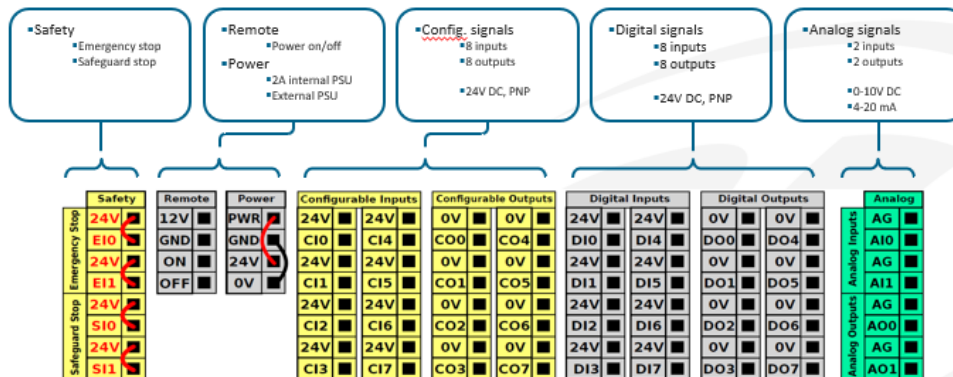 ▪Safety
▪Emergency stop
▪Safeguard stop
▪Remote
▪Power on/off
▪Power
▪2A internal PSU
▪External PSU
▪Config. signals
▪8 inputs
▪8 outputs
▪24V DC, PNP
▪Digital signals
▪8 inputs
▪8 outputs
▪24V DC, PNP
▪Analog signals
▪2 inputs
▪2 outputs
▪0-10V DC
▪4-20 mA
Safety
Emergency Stop
24V
EI0
24V
EI1
Safeguard Stop
24V
SI0
24V
SI1
Remote
12V
GND
ON
OFF
Power
PWR
GND
24V
0V
Configurable Inputs
24V 24V
CI0 CI4
24V 24V
CI1 CI5
24V 24V
CI2 CI6
24V 24V
CI3 CI7
Configurable Outputs
0V 0V
CO0 CO4
0V 0V
CO1 CO5
0V 0V
CO2 CO6
0V 0V
CO3 CO7
Digital Inputs
24V 24V
DI0 DI4
24V 24V
DI1 DI5
24V 24V
DI2 DI6
24V 24V
DI3 DI7
Digital Outputs
0V 0V
DO0 DO4
0V 0V
DO1 DO5
0V 0V
DO2 DO6
0V 0V
DO3 DO7
Analog
Analog Inputs
AG
AI0
AG
AI1
Analog Outputs
AG
AO0
AG
AO1